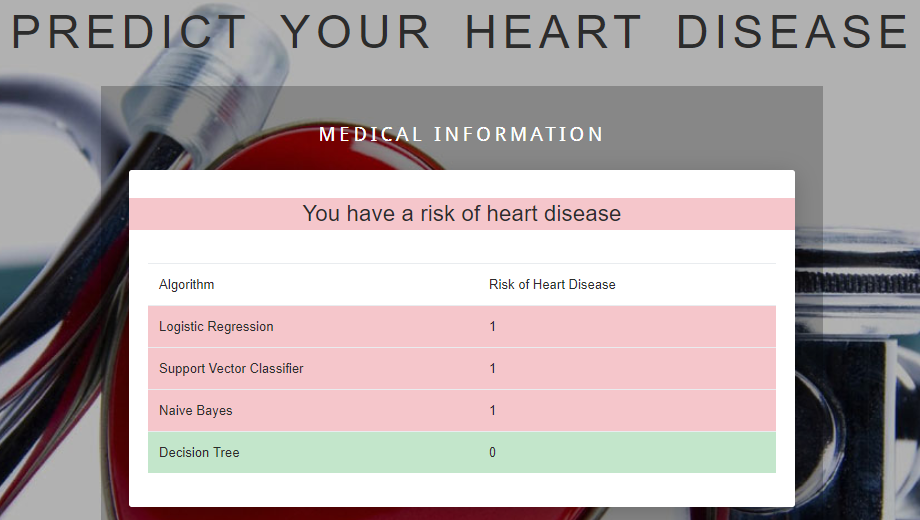 PREDICT YOUR HEART DISEASE
MEDICAL INFORMATION
You have a risk of heart disease
Algorithm Risk of Heart Disease
Logistic Regression 1
Support Vector Classifier 1
Naive Bayes 1
Decision Tree 0